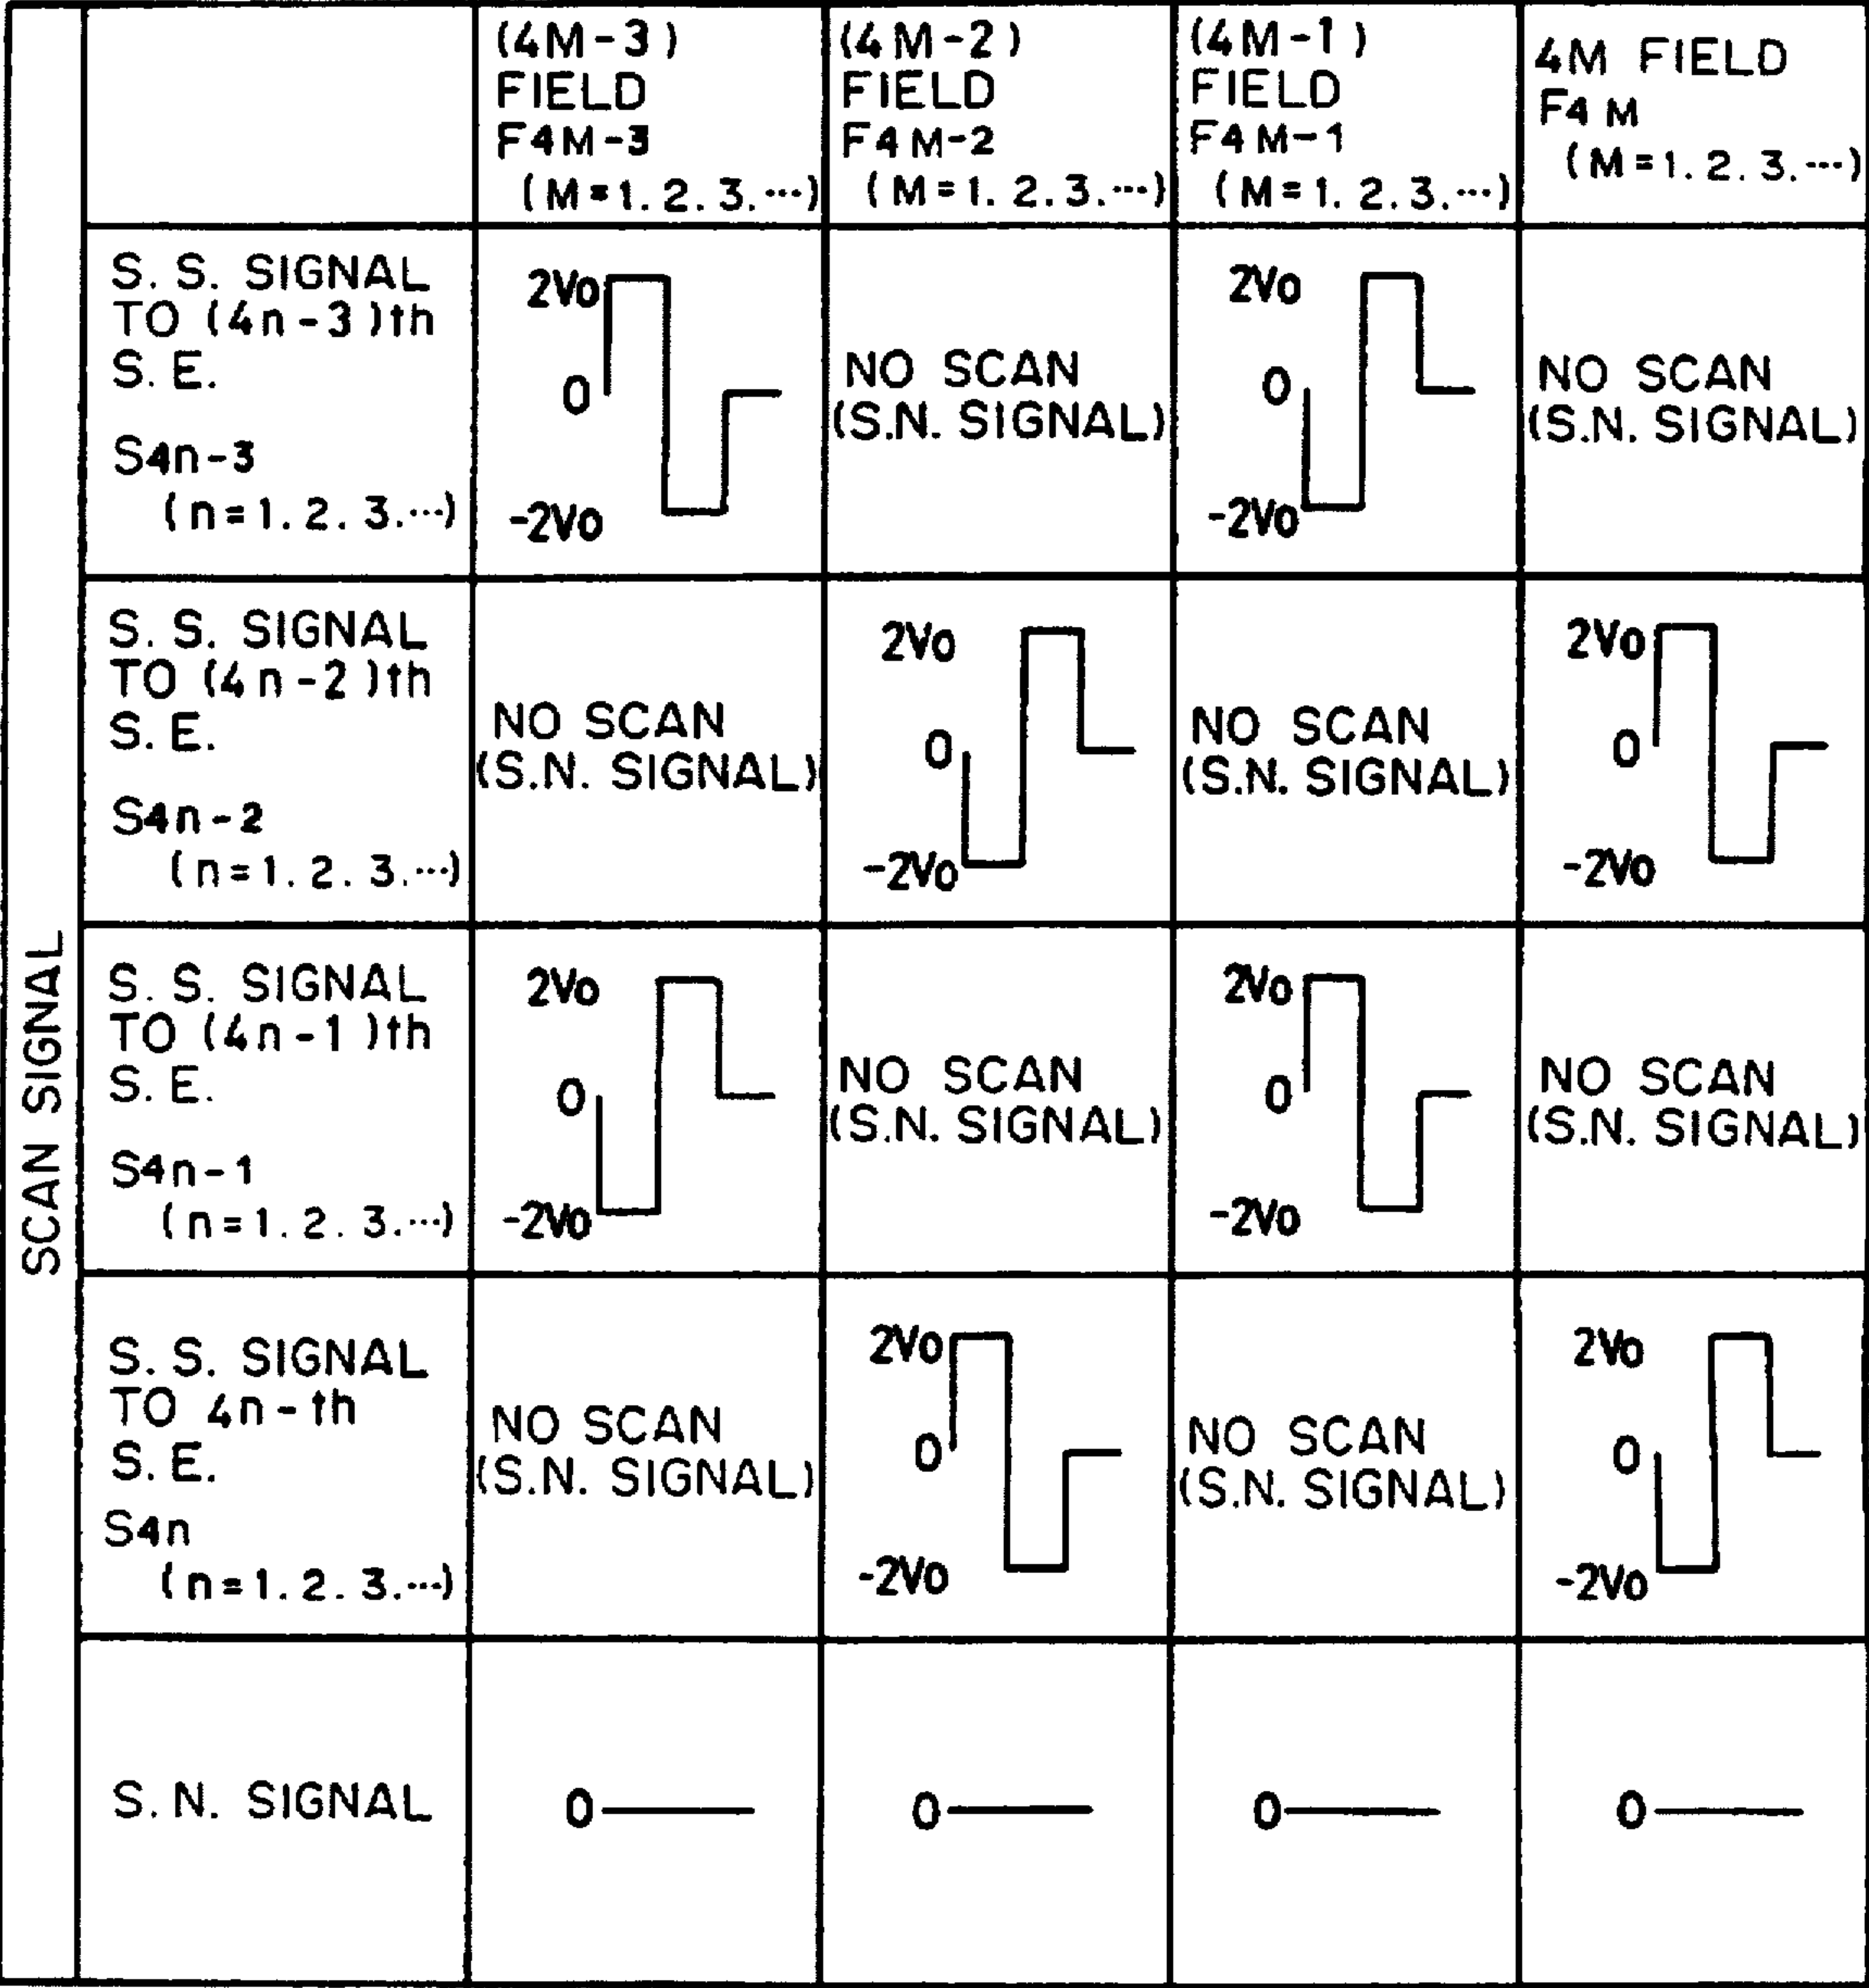 SCAN SIGNAL
(4M-3)
FIELD
F4M-3
(M=1. 2. 3. ...)
(4M-2)
FIELD
F4M-2
(M=1. 2. 3. ...)
(4M-1)
FIELD
F4M-1
(M=1. 2. 3. ...)
4M FIELD
F4M
(M=1. 2. 3. ...)
S. S. SIGNAL
TO (4n-3)th
S. E.
S4n-3
(n=1. 2. 3. ...)
2Vo
0
-2Vo
NO SCAN
(S.N. SIGNAL)
2Vo
0
-2Vo
NO SCAN
(S.N. SIGNAL)
S. S. SIGNAL
TO (4n-2)th
S. E.
S4n-2
(n=1. 2. 3. ...)
NO SCAN
(S.N. SIGNAL)
2Vo
0
-2Vo
NO SCAN
(S.N. SIGNAL)
2Vo
0
-2Vo
S. S. SIGNAL
TO (4n-1)th
S. E.
S4n-1
(n=1. 2. 3. ...)
2Vo
0
-2Vo
NO SCAN
(S.N. SIGNAL)
2Vo
0
-2Vo
NO SCAN
(S.N. SIGNAL)
S. S. SIGNAL
TO 4n-th
S. E.
S4n
(n=1. 2. 3. ...)
NO SCAN
(S.N. SIGNAL)
2Vo
0
-2Vo
NO SCAN
(S.N. SIGNAL)
2Vo
0
-2Vo
S. N. SIGNAL
0
0
0
0